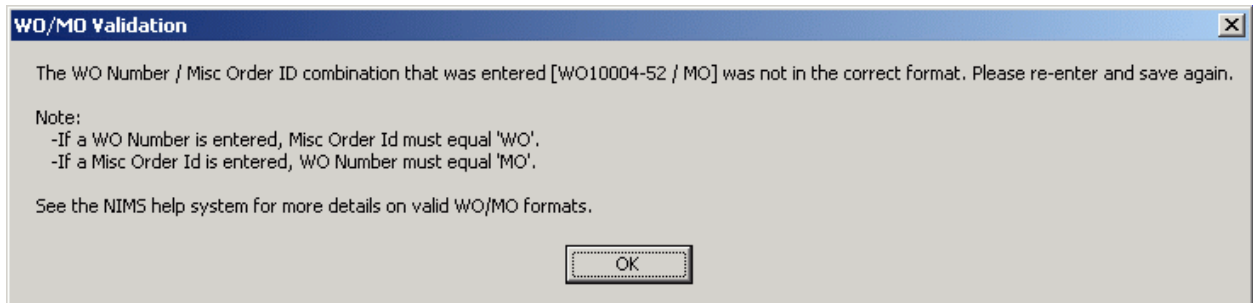 WO/MO Validation
The WO Number / Misc Order ID combination that was entered [WO10004-52 / MO] was not in the correct format. Please re-enter and save again.
Note:
-If a WO Number is entered, Misc Order Id must equal 'WO'.
-If a Misc Order Id is entered, WO Number must equal 'MO'.
See the NIMS help system for more details on valid WO/MO formats.
OK